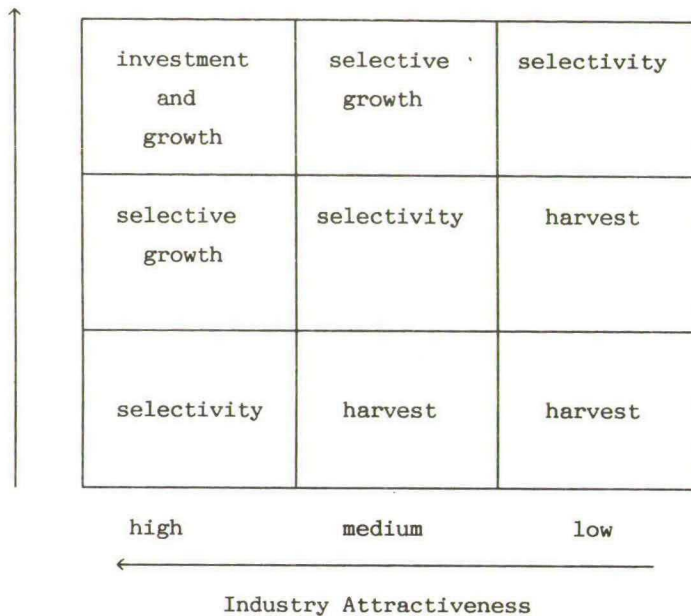 investment selective selectivity
and growth
growth
selective selectivity harvest
growth
selectivity harvest harvest
high medium low
Industry Attractiveness